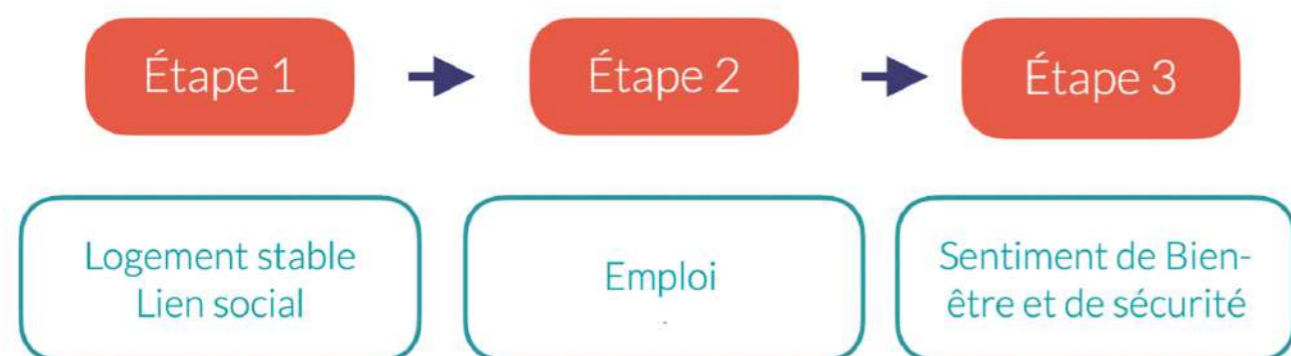 Étape 1
Étape 2
Étape 3
Logement stable
Lien social
Emploi
Sentiment de Bien-
être et de sécurité